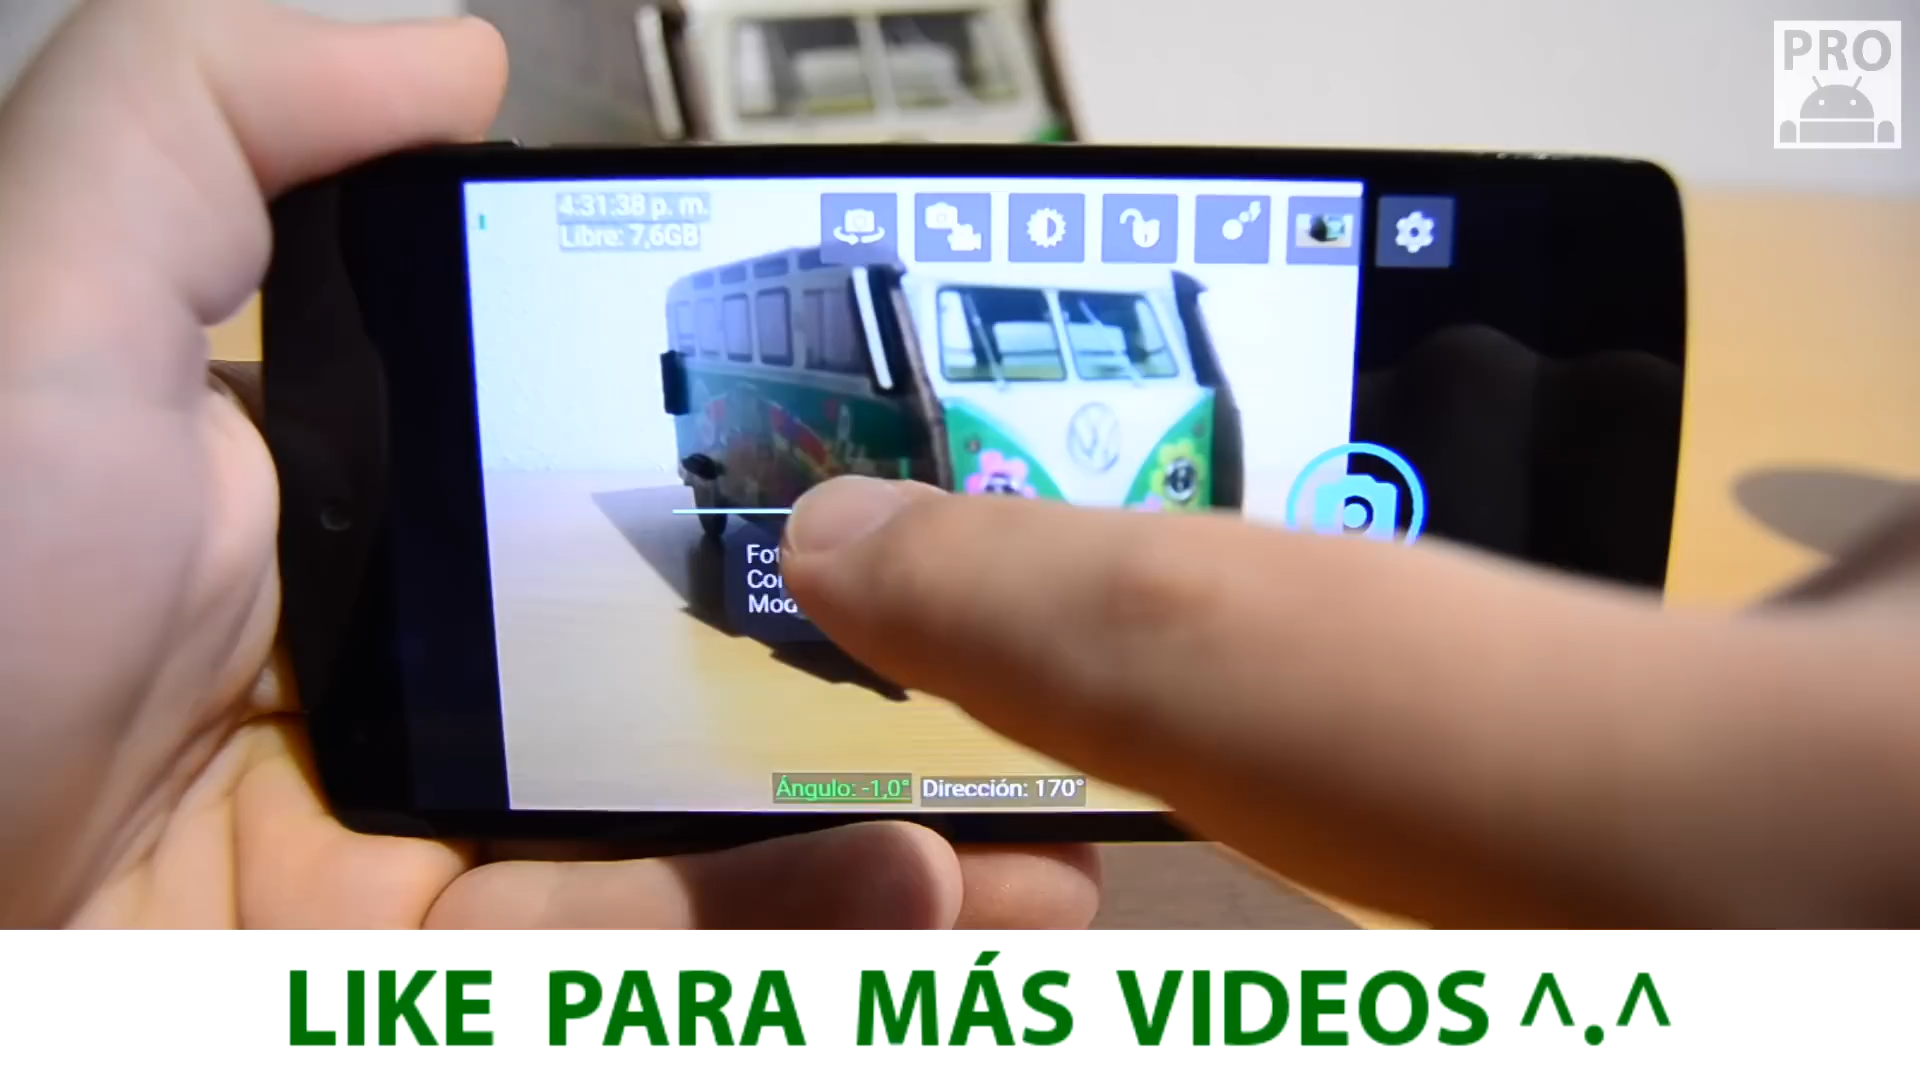 PRO
4:31:38 p. m.
Libre: 7,6GB
Ángulo: -1,0° Dirección: 170°
LIKE PARA MÁS VIDEOS ^.^